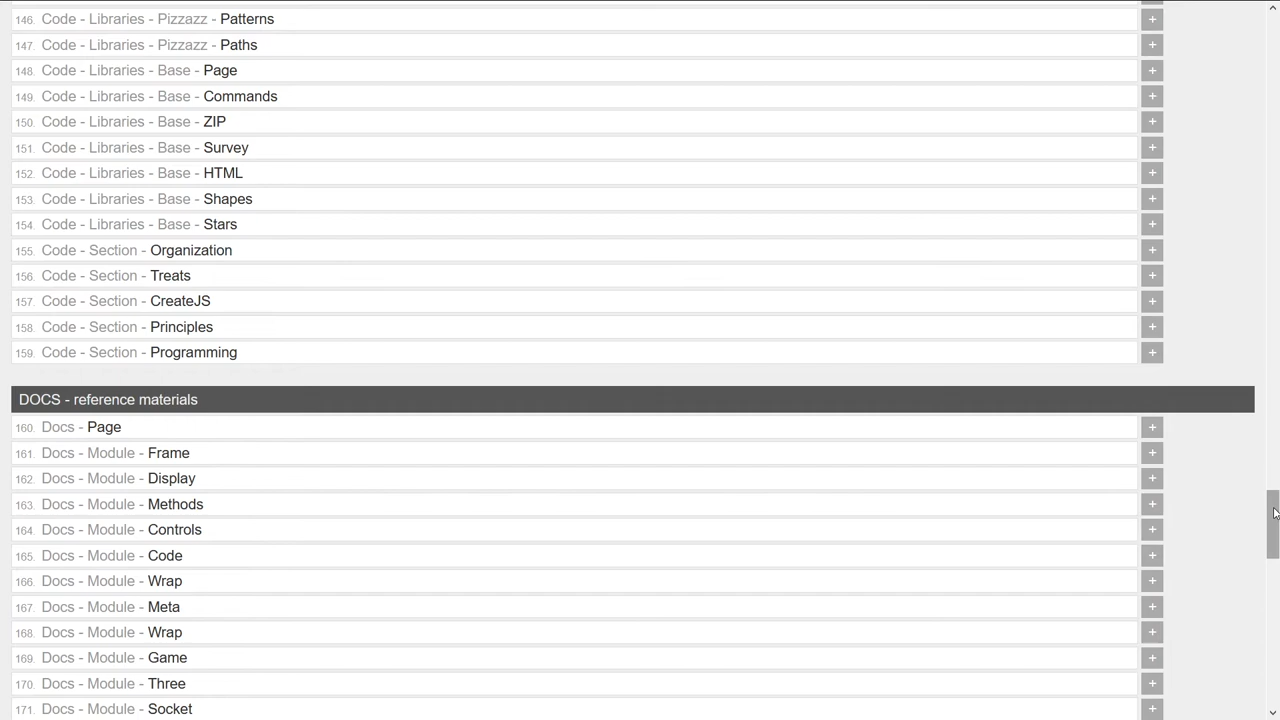 146. Code - Libraries - Pizzazz - Patterns +
147. Code - Libraries - Pizzazz - Paths +
148. Code - Libraries - Base - Page +
149. Code - Libraries - Base - Commands +
150. Code - Libraries - Base - ZIP +
151. Code - Libraries - Base - Survey +
152. Code - Libraries - Base - HTML +
153. Code - Libraries - Base - Shapes +
154. Code - Libraries - Base - Stars +
155. Code - Section - Organization +
156. Code - Section - Treats +
157. Code - Section - CreateJS +
158. Code - Section - Principles +
159. Code - Section - Programming +
DOCS - reference materials
160. Docs - Page +
161. Docs - Module - Frame +
162. Docs - Module - Display +
163. Docs - Module - Methods +
164. Docs - Module - Controls +
165. Docs - Module - Code +
166. Docs - Module - Wrap +
167. Docs - Module - Meta +
168. Docs - Module - Wrap +
169. Docs - Module - Game +
170. Docs - Module - Three +
171. Docs - Module - Socket +